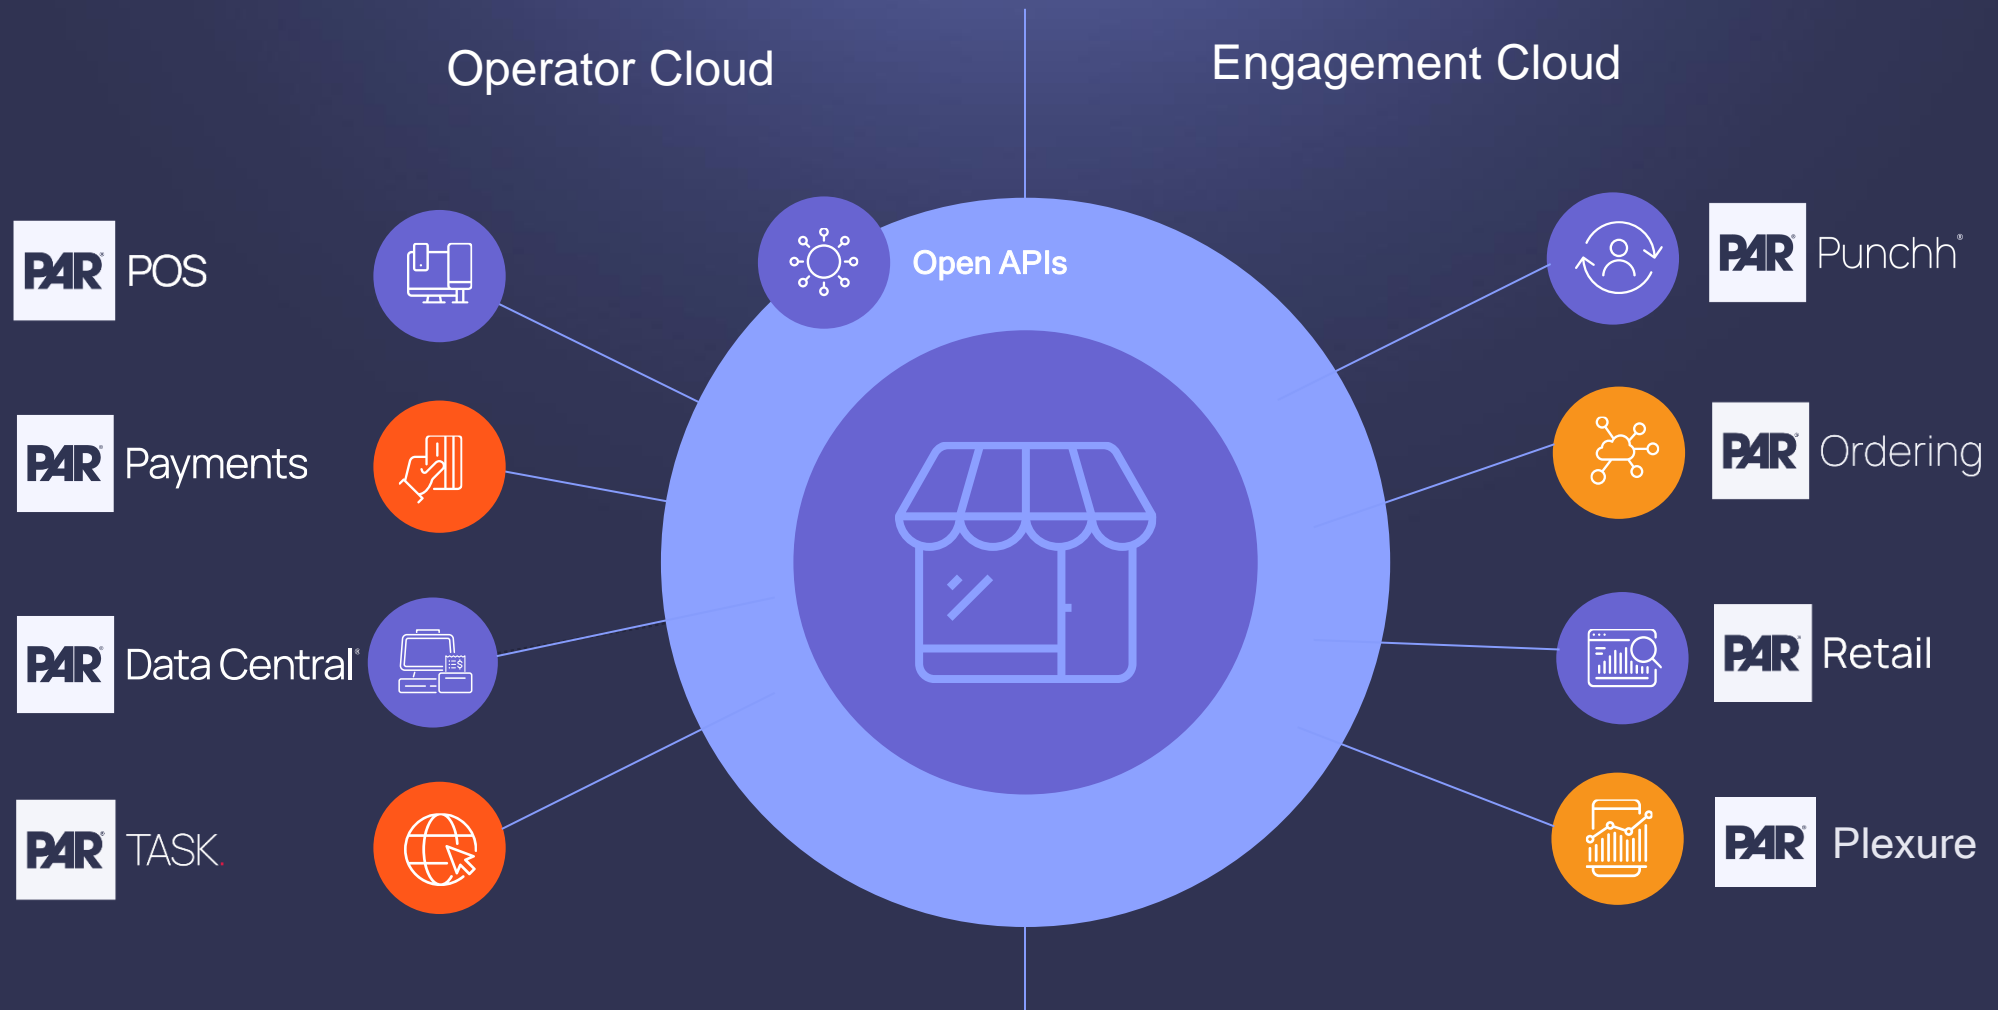 Operator Cloud
Engagement Cloud
Open APIs
PAR® POS
PAR® Payments
PAR® Data Central®
PAR® TASK.
PAR® Punchh®
PAR® Ordering
PAR® Retail
PAR® Plexure